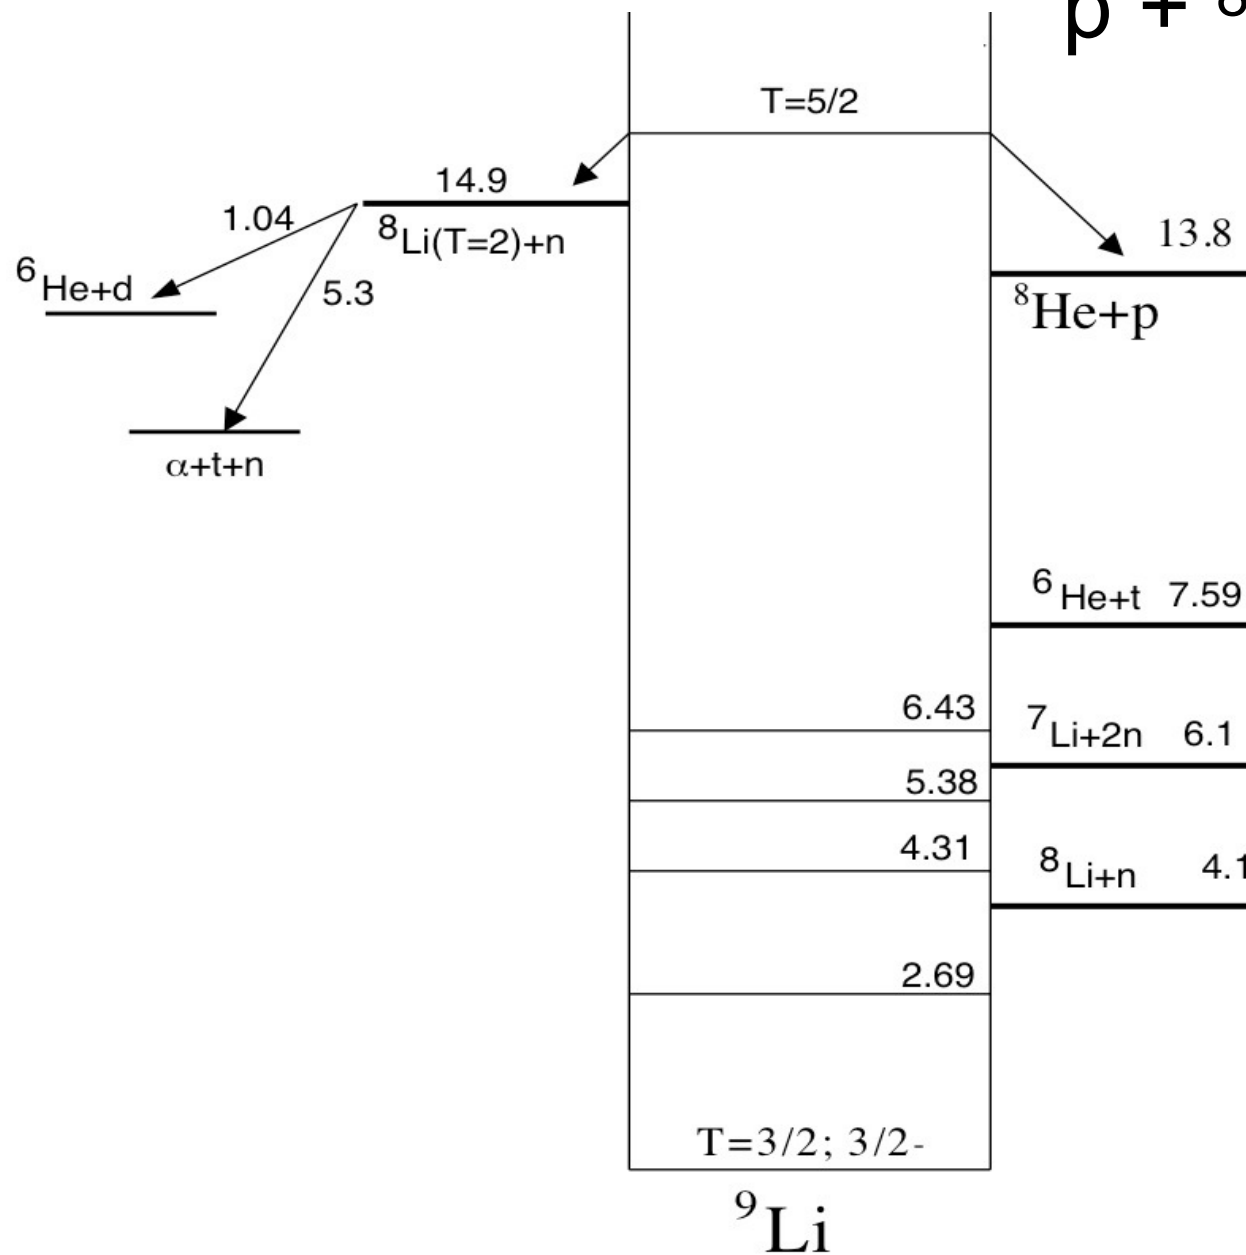 p +
T=5/2
14.9
1.04
⁸Li(T=2)+n
13.8
⁶He+d
5.3
⁸He+p
α+t+n
⁶He+t 7.59
6.43
⁷Li+2n 6.1
5.38
4.31
⁸Li+n 4.1
2.69
T=3/2; 3/2-
⁹Li